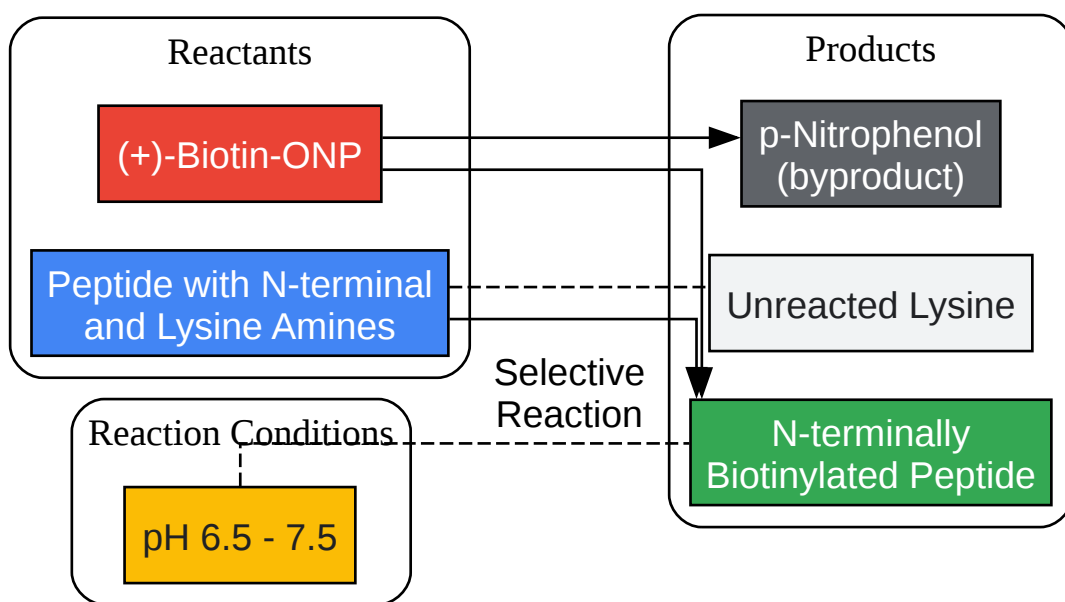 Reactants
(+)-Biotin-ONP
Peptide with N-terminal
and Lysine Amines
Products
p-Nitrophenol
(byproduct)
Unreacted Lysine
N-terminally
Biotinylated Peptide
Selective
Reaction
Reaction Conditions
pH 6.5 - 7.5